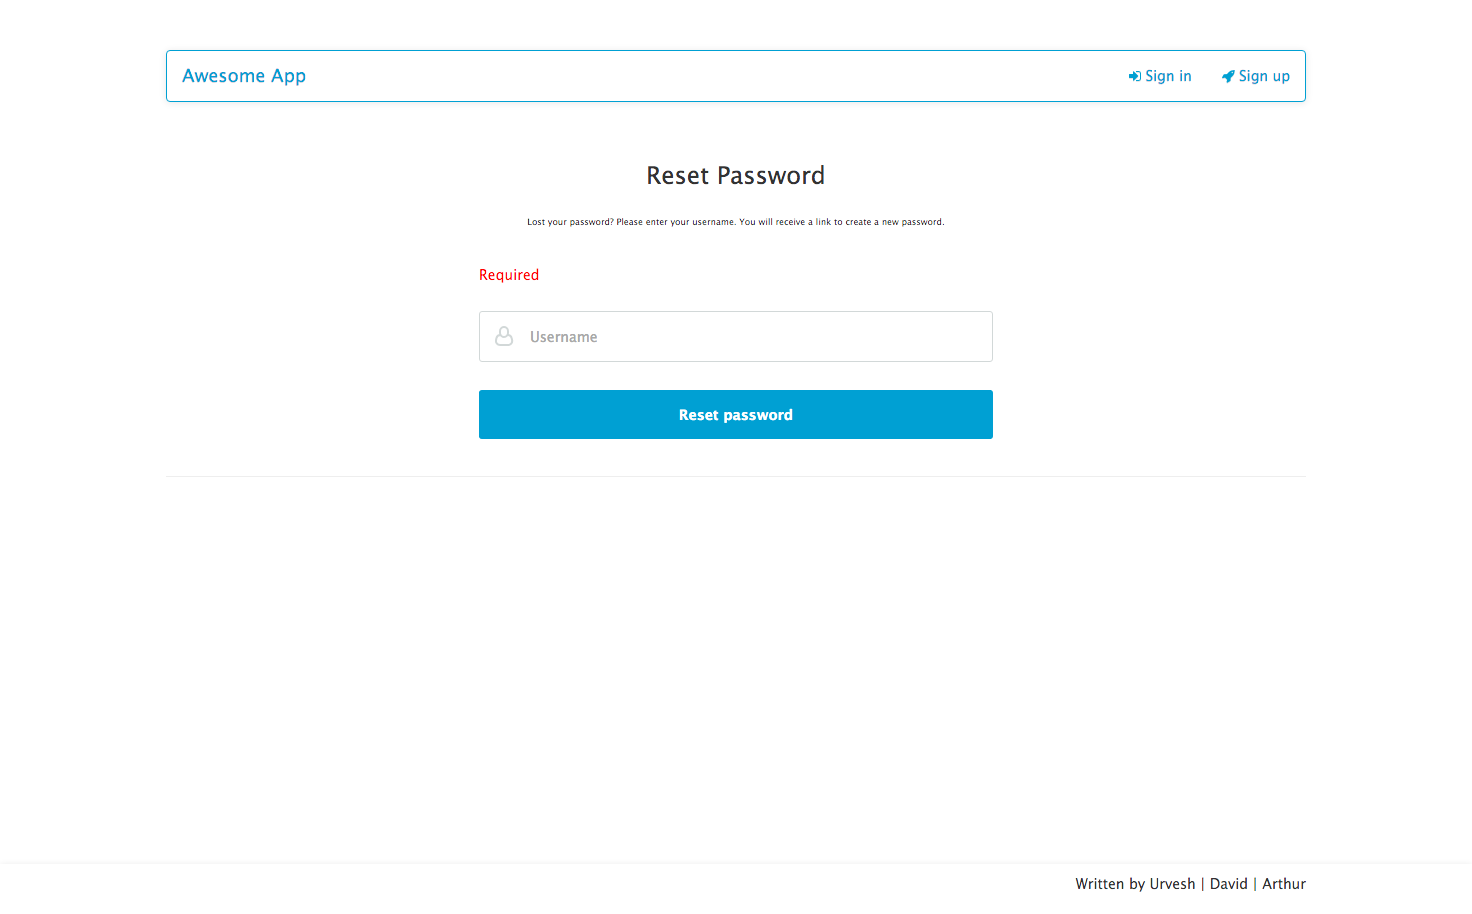 Awesome App
Sign in
Sign up
Reset Password
Lost your password? Please enter your username. You will receive a link to create a new password.
Required
Username
Reset password
Written by Urvesh | David | Arthur